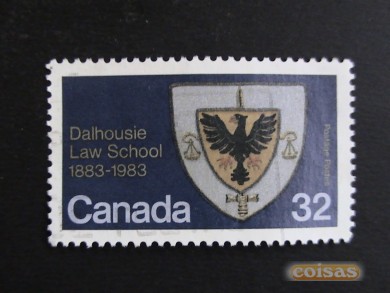 Dalhousie
Law School
1883-1983
Postage Postes
Canada
32
coisas